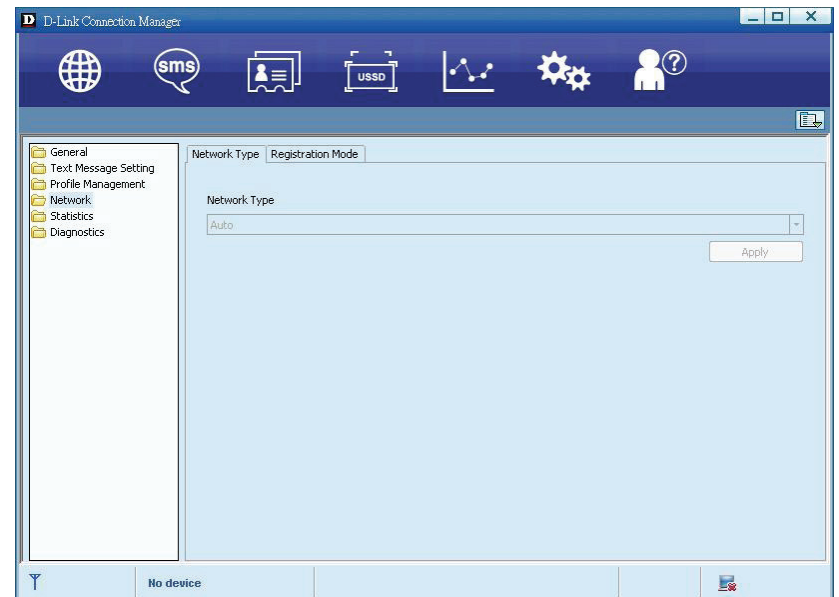 D D-Link Connection Manager
sms
USSD
?
General
Text Message Setting
Profile Management
Network
Statistics
Diagnostics
Network Type
Registration Mode
Network Type
Auto
Apply
No device